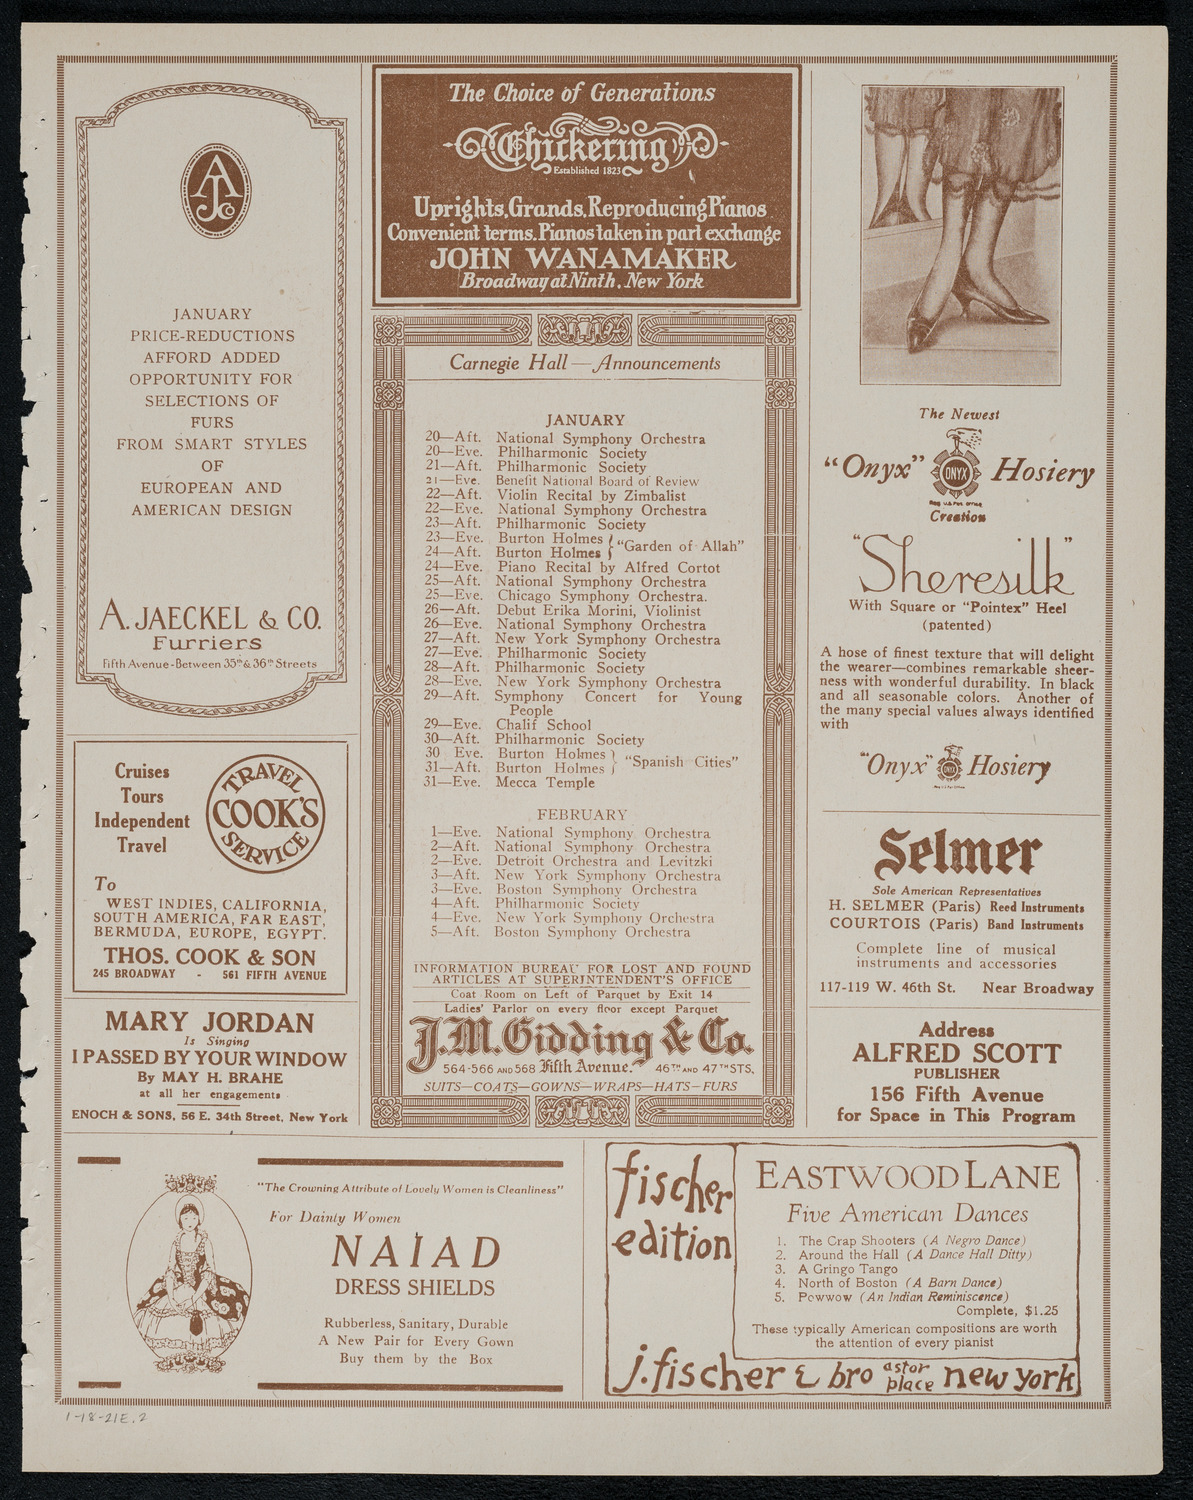 AJCo
JANUARY
PRICE-REDUCTIONS
AFFORD ADDED
OPPORTUNITY FOR
SELECTIONS OF
FURS
FROM SMART STYLES
OF
EUROPEAN AND
AMERICAN DESIGN
A. JAECKEL & CO.
Furriers
Fifth Avenue-Between 35th & 36th Streets
Cruises
Tours
Independent
Travel
TRAVEL
COOK'S
SERVICE
To
WEST INDIES, CALIFORNIA,
SOUTH AMERICA, FAR EAST,
BERMUDA, EUROPE, EGYPT.
THOS. COOK & SON
245 BROADWAY - 561 FIFTH AVENUE
MARY JORDAN
Is Singing
I PASSED BY YOUR WINDOW
By MAY H. BRAHE
at all her engagements
ENOCH & SONS, 56 E. 34th Street, New York
The Choice of Generations
Chickering
Established 1823
Uprights, Grands, Reproducing Pianos
Convenient terms. Pianos taken in part exchange
JOHN WANAMAKER
Broadway at Ninth, New York
Carnegie Hall — Announcements
JANUARY
20—Aft. National Symphony Orchestra
20—Eve. Philharmonic Society
21—Aft. Philharmonic Society
21—Eve. Benefit National Board of Review
22—Aft. Violin Recital by Zimbalist
22—Eve. National Symphony Orchestra
23—Aft. Philharmonic Society
23—Eve. Burton Holmes } "Garden of Allah"
24—Aft. Burton Holmes
24—Eve. Piano Recital by Alfred Cortot
25—Aft. National Symphony Orchestra
25—Eve. Chicago Symphony Orchestra.
26—Aft. Debut Erika Morini, Violinist
26—Eve. National Symphony Orchestra
27—Aft. New York Symphony Orchestra
27—Eve. Philharmonic Society
28—Aft. Philharmonic Society
28—Eve. New York Symphony Orchestra
29—Aft. Symphony Concert for Young
People
29—Eve. Chalif School
30—Aft. Philharmonic Society
30 Eve. Burton Holmes } "Spanish Cities"
31—Aft. Burton Holmes
31—Eve. Mecca Temple
FEBRUARY
1—Eve. National Symphony Orchestra
2—Aft. National Symphony Orchestra
2—Eve. Detroit Orchestra and Levitzki
3—Aft. New York Symphony Orchestra
3—Eve. Boston Symphony Orchestra
4—Aft. Philharmonic Society
4—Eve. New York Symphony Orchestra
5—Aft. Boston Symphony Orchestra
INFORMATION BUREAU FOR LOST AND FOUND
ARTICLES AT SUPERINTENDENT'S OFFICE
Coat Room on Left of Parquet by Exit 14
Ladies' Parlor on every floor except Parquet
J.M. Gidding & Co.
564-566 AND 568 Fifth Avenue. 46TH AND 47TH STS.
SUITS—COATS—GOWNS—WRAPS—HATS—FURS
The Newest
"Onyx" ONYX Hosiery
Reg. U.S. Pat. Office
Creation
"Sheresilk"
With Square or "Pointex" Heel
(patented)
A hose of finest texture that will delight
the wearer—combines remarkable sheer-
ness with wonderful durability. In black
and all seasonable colors. Another of
the many special values always identified
with
"Onyx" Hosiery
Selmer
Sole American Representatives
H. SELMER (Paris) Reed Instruments
COURTOIS (Paris) Band Instruments
Complete line of musical
instruments and accessories
117-119 W. 46th St. Near Broadway
Address
ALFRED SCOTT
PUBLISHER
156 Fifth Avenue
for Space in This Program
"The Crowning Attribute of Lovely Women is Cleanliness"
For Dainty Women
NAIAD
DRESS SHIELDS
Rubberless, Sanitary, Durable
A New Pair for Every Gown
Buy them by the Box
fischer
edition
EASTWOOD LANE
Five American Dances
1. The Crap Shooters (A Negro Dance)
2. Around the Hall (A Dance Hall Ditty)
3. A Gringo Tango
4. North of Boston (A Barn Dance)
5. Powwow (An Indian Reminiscence)
Complete, $1.25
These typically American compositions are worth
the attention of every pianist
j. fischer & bro astor place new york
1-18-21E.2